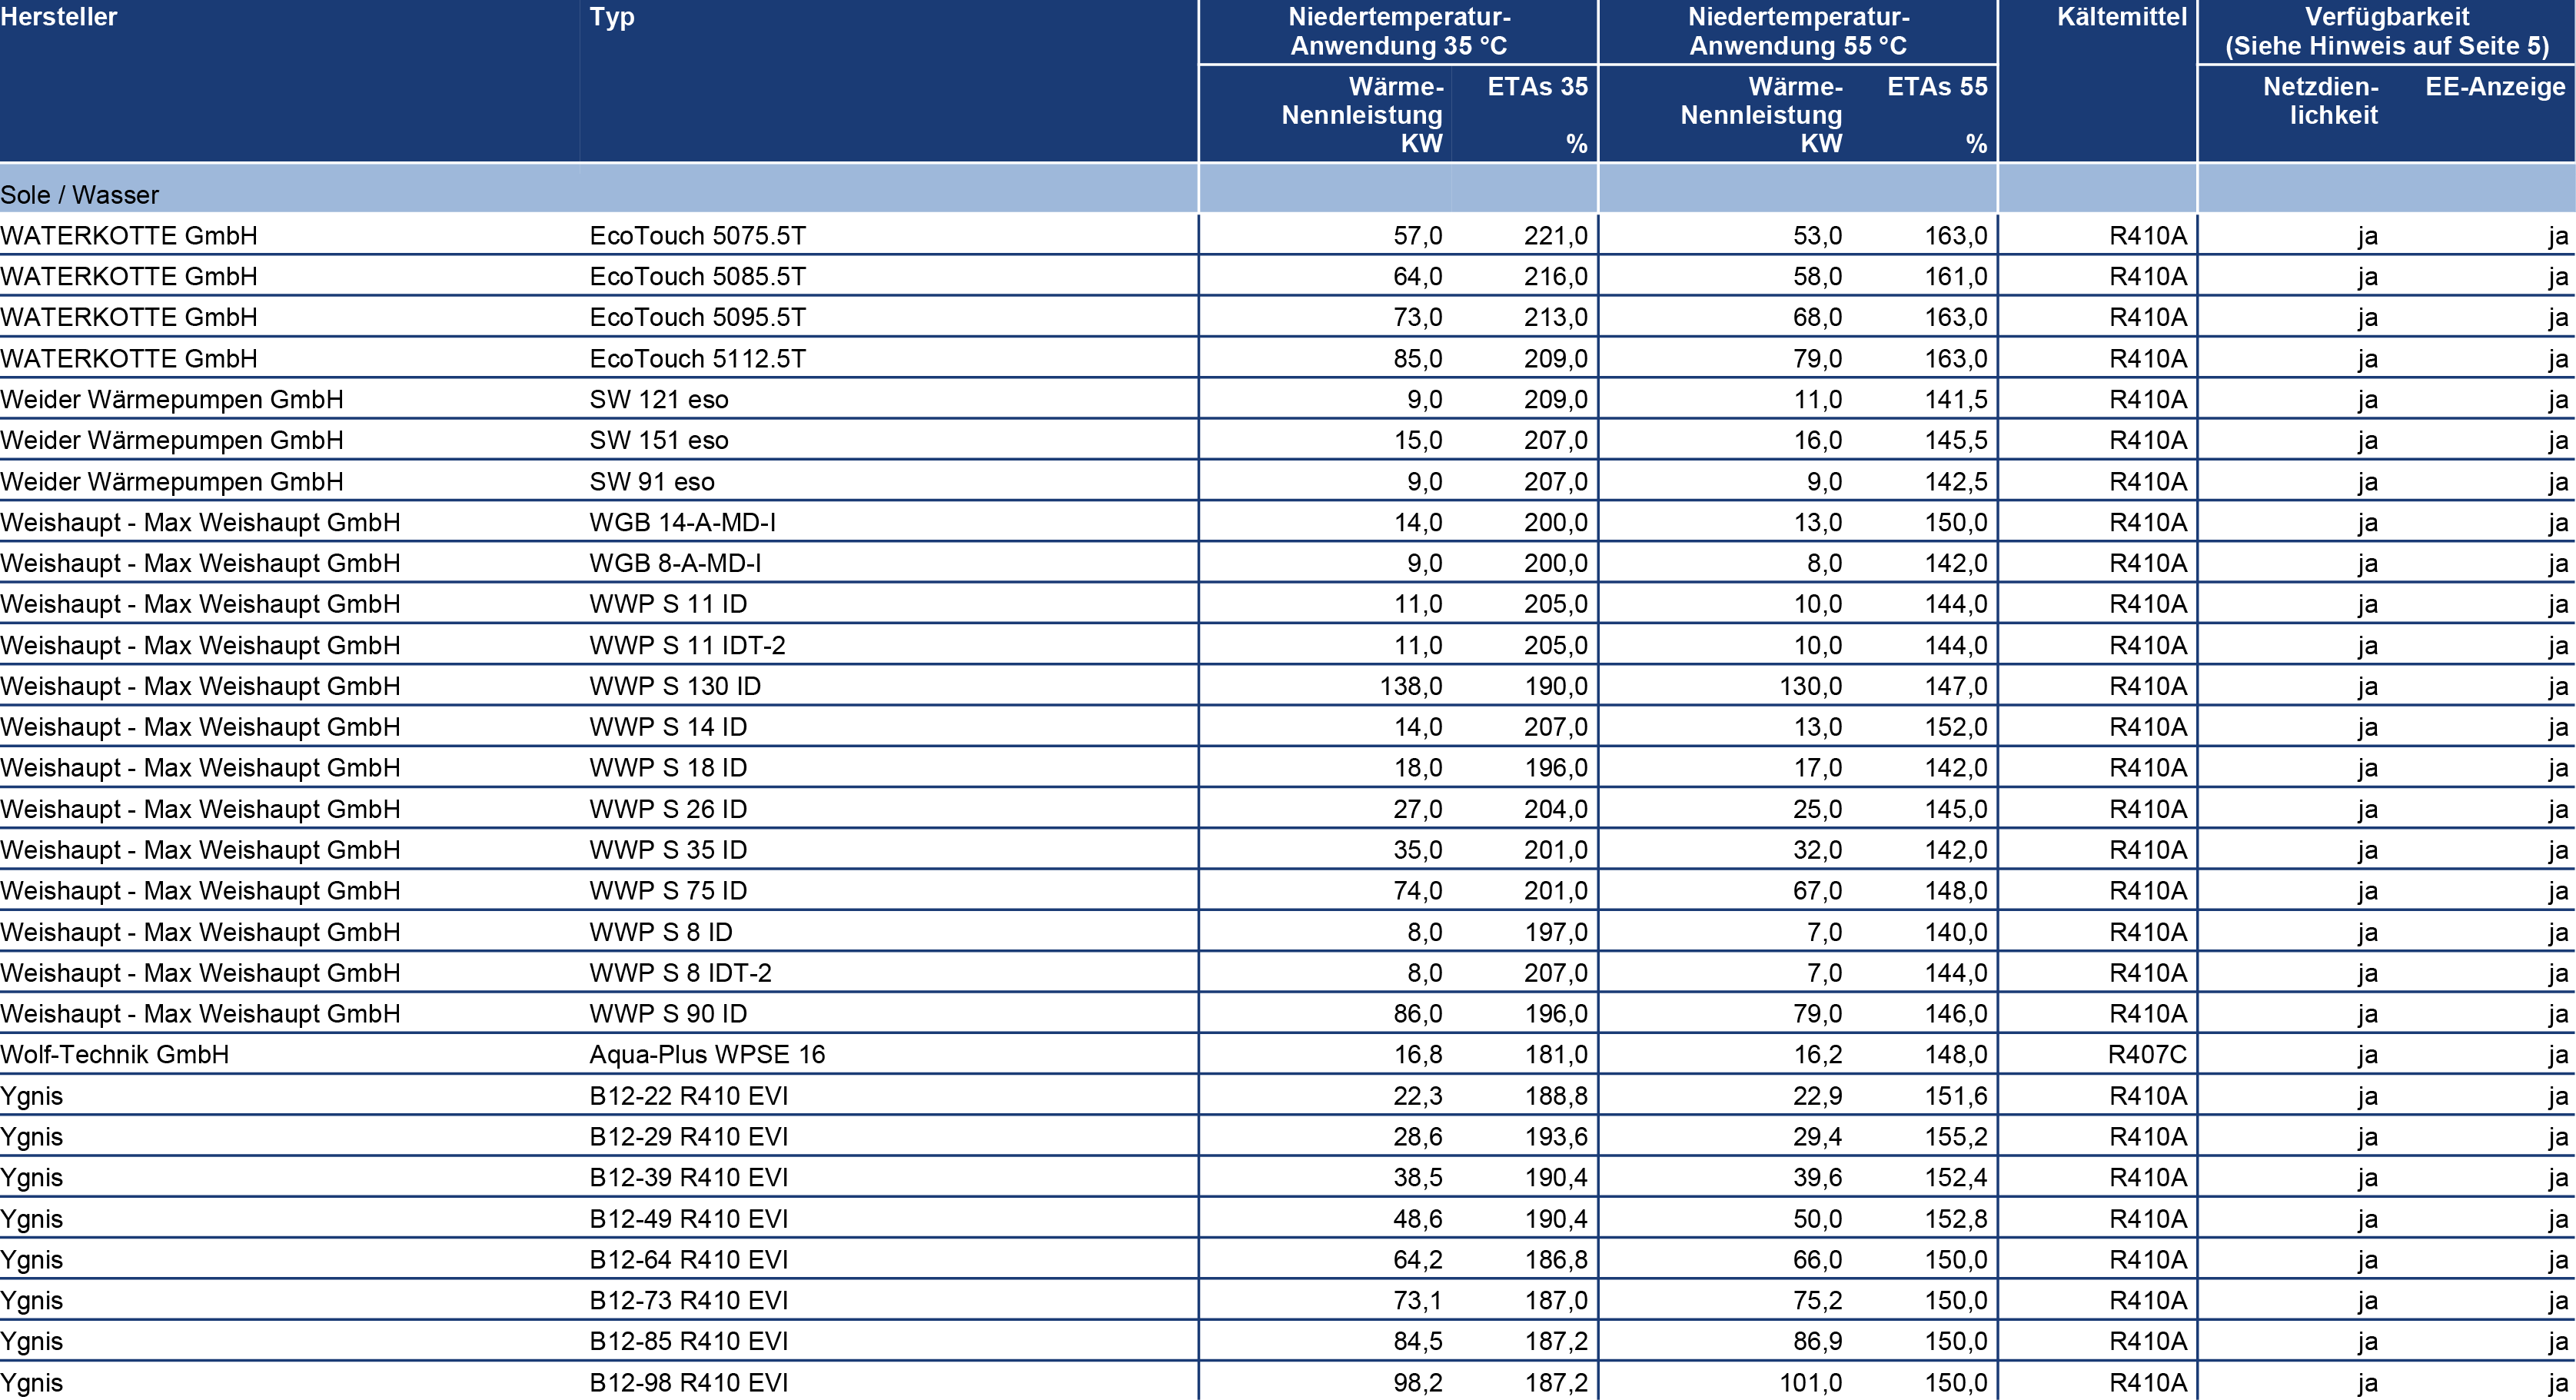 Hersteller Typ Niedertemperatur- Niedertemperatur- Kältemittel Verfügbarkeit
Anwendung 35 °C Anwendung 55 °C (Siehe Hinweis auf Seite 5)
Wärme- ETAs 35 Wärme- ETAs 55 Netzdien- EE-Anzeige
Nennleistung Nennleistung lichkeit
KW % KW %
Sole / Wasser
WATERKOTTE GmbH EcoTouch 5075.5T 57,0 221,0 53,0 163,0 R410A ja ja
WATERKOTTE GmbH EcoTouch 5085.5T 64,0 216,0 58,0 161,0 R410A ja ja
WATERKOTTE GmbH EcoTouch 5095.5T 73,0 213,0 68,0 163,0 R410A ja ja
WATERKOTTE GmbH EcoTouch 5112.5T 85,0 209,0 79,0 163,0 R410A ja ja
Weider Wärmepumpen GmbH SW 121 eso 9,0 209,0 11,0 141,5 R410A ja ja
Weider Wärmepumpen GmbH SW 151 eso 15,0 207,0 16,0 145,5 R410A ja ja
Weider Wärmepumpen GmbH SW 91 eso 9,0 207,0 9,0 142,5 R410A ja ja
Weishaupt - Max Weishaupt GmbH WGB 14-A-MD-I 14,0 200,0 13,0 150,0 R410A ja ja
Weishaupt - Max Weishaupt GmbH WGB 8-A-MD-I 9,0 200,0 8,0 142,0 R410A ja ja
Weishaupt - Max Weishaupt GmbH WWP S 11 ID 11,0 205,0 10,0 144,0 R410A ja ja
Weishaupt - Max Weishaupt GmbH WWP S 11 IDT-2 11,0 205,0 10,0 144,0 R410A ja ja
Weishaupt - Max Weishaupt GmbH WWP S 130 ID 138,0 190,0 130,0 147,0 R410A ja ja
Weishaupt - Max Weishaupt GmbH WWP S 14 ID 14,0 207,0 13,0 152,0 R410A ja ja
Weishaupt - Max Weishaupt GmbH WWP S 18 ID 18,0 196,0 17,0 142,0 R410A ja ja
Weishaupt - Max Weishaupt GmbH WWP S 26 ID 27,0 204,0 25,0 145,0 R410A ja ja
Weishaupt - Max Weishaupt GmbH WWP S 35 ID 35,0 201,0 32,0 142,0 R410A ja ja
Weishaupt - Max Weishaupt GmbH WWP S 75 ID 74,0 201,0 67,0 148,0 R410A ja ja
Weishaupt - Max Weishaupt GmbH WWP S 8 ID 8,0 197,0 7,0 140,0 R410A ja ja
Weishaupt - Max Weishaupt GmbH WWP S 8 IDT-2 8,0 207,0 7,0 144,0 R410A ja ja
Weishaupt - Max Weishaupt GmbH WWP S 90 ID 86,0 196,0 79,0 146,0 R410A ja ja
Wolf-Technik GmbH Aqua-Plus WPSE 16 16,8 181,0 16,2 148,0 R407C ja ja
Ygnis B12-22 R410 EVI 22,3 188,8 22,9 151,6 R410A ja ja
Ygnis B12-29 R410 EVI 28,6 193,6 29,4 155,2 R410A ja ja
Ygnis B12-39 R410 EVI 38,5 190,4 39,6 152,4 R410A ja ja
Ygnis B12-49 R410 EVI 48,6 190,4 50,0 152,8 R410A ja ja
Ygnis B12-64 R410 EVI 64,2 186,8 66,0 150,0 R410A ja ja
Ygnis B12-73 R410 EVI 73,1 187,0 75,2 150,0 R410A ja ja
Ygnis B12-85 R410 EVI 84,5 187,2 86,9 150,0 R410A ja ja
Ygnis B12-98 R410 EVI 98,2 187,2 101,0 150,0 R410A ja ja